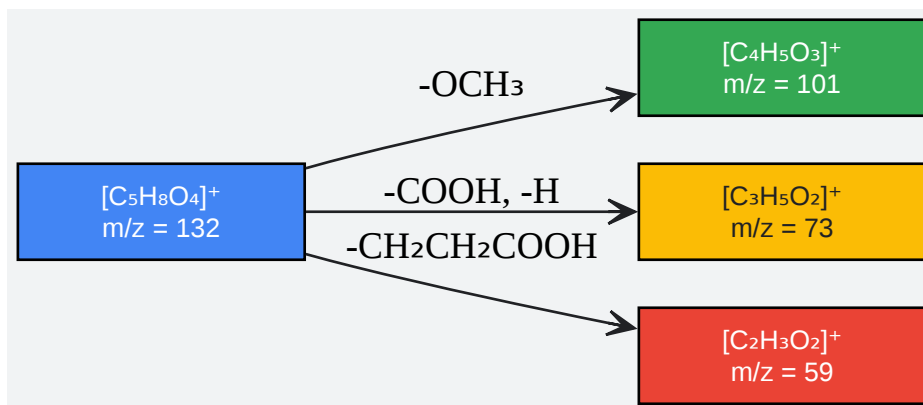 [C₄H₅O₃]⁺
m/z = 101
-OCH₃
[C₅H₈O₄]⁺
m/z = 132
-COOH, -H
[C₃H₅O₂]⁺
m/z = 73
-CH₂CH₂COOH
[C₂H₃O₂]⁺
m/z = 59